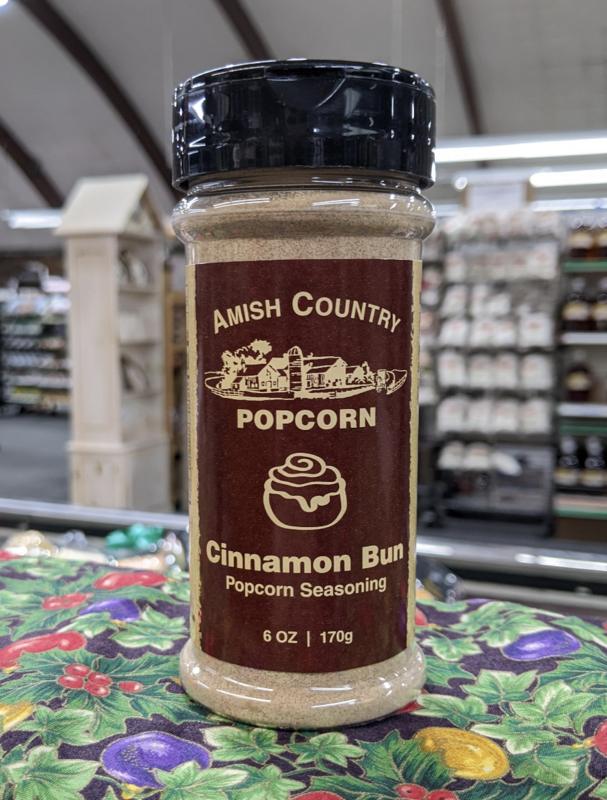 AMISH COUNTRY
POPCORN
Cinnamon Bun
Popcorn Seasoning
6 OZ | 170g